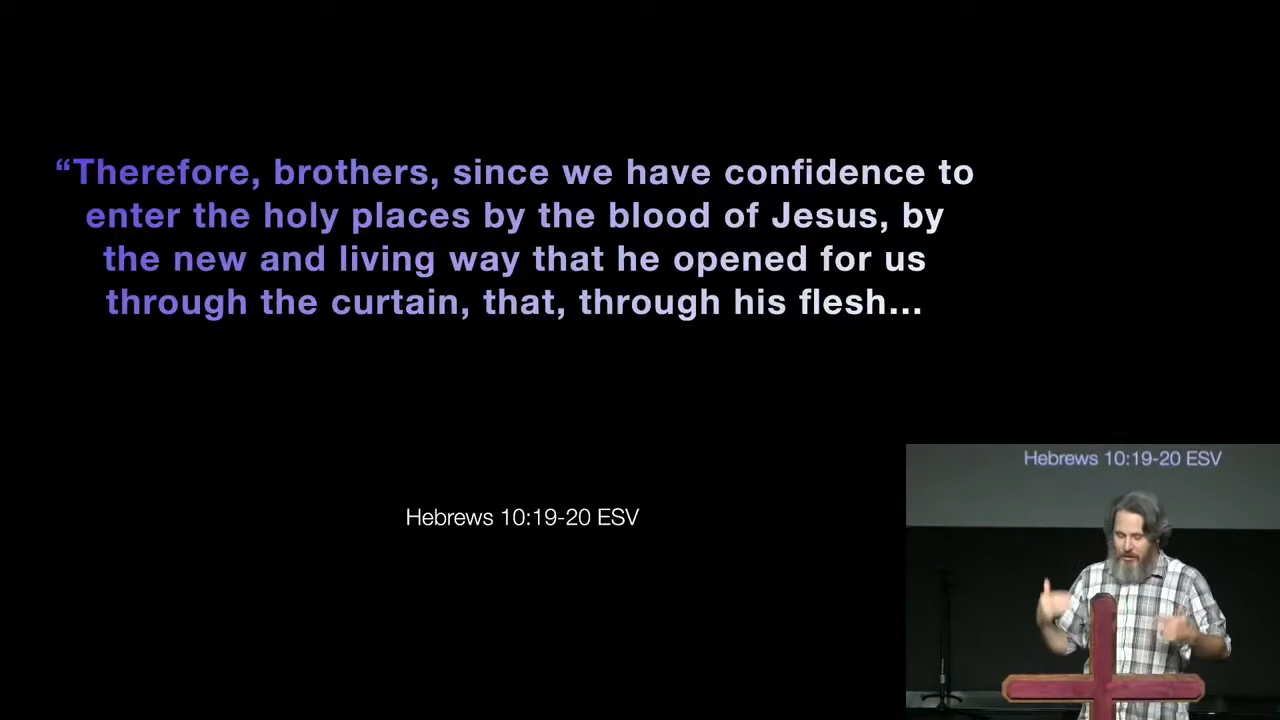 “Therefore, brothers, since we have confidence to
enter the holy places by the blood of Jesus, by
the new and living way that he opened for us
through the curtain, that, through his flesh...
Hebrews 10:19-20 ESV
Hebrews 10:19-20 ESV